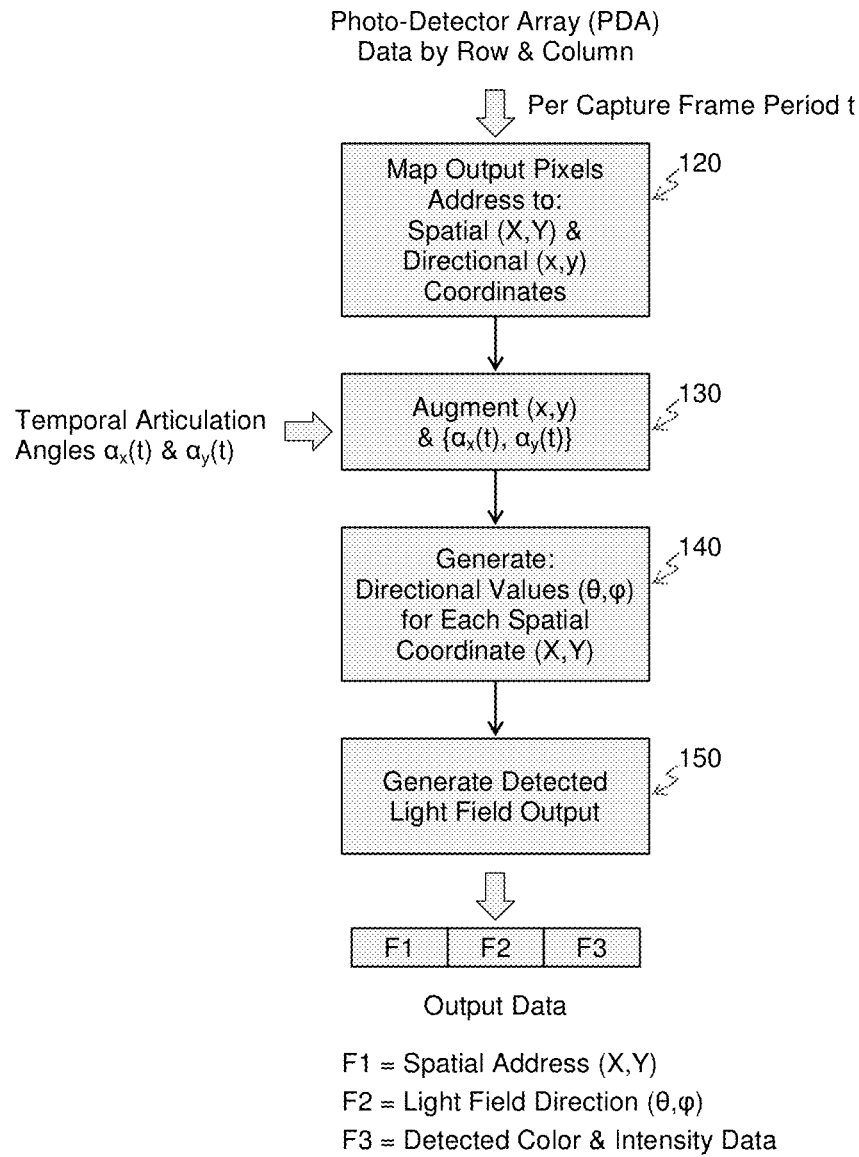 Photo-Detector Array (PDA)
Data by Row & Column
Per Capture Frame Period t
Map Output Pixels
Address to:
Spatial (X,Y) &
Directional (x,y)
Coordinates
120
Temporal Articulation
Angles αx(t) & αy(t)
Augment (x,y)
& {αx(t), αy(t)}
130
Generate:
Directional Values (θ,φ)
for Each Spatial
Coordinate (X,Y)
140
Generate Detected
Light Field Output
150
F1 F2 F3
Output Data
F1 = Spatial Address (X,Y)
F2 = Light Field Direction (θ,φ)
F3 = Detected Color & Intensity Data